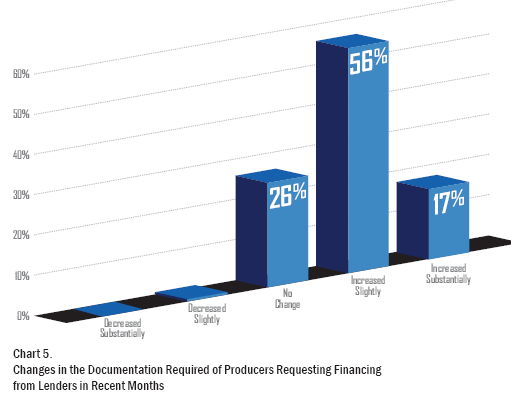 60%
50%
40%
30%
20%
10%
0%
56%
26%
17%
Decreased
Substantially
Decreased
Slightly
No
Change
Increased
Slightly
Increased
Substantially
Chart 5.
Changes in the Documentation Required of Producers Requesting Financing
from Lenders in Recent Months